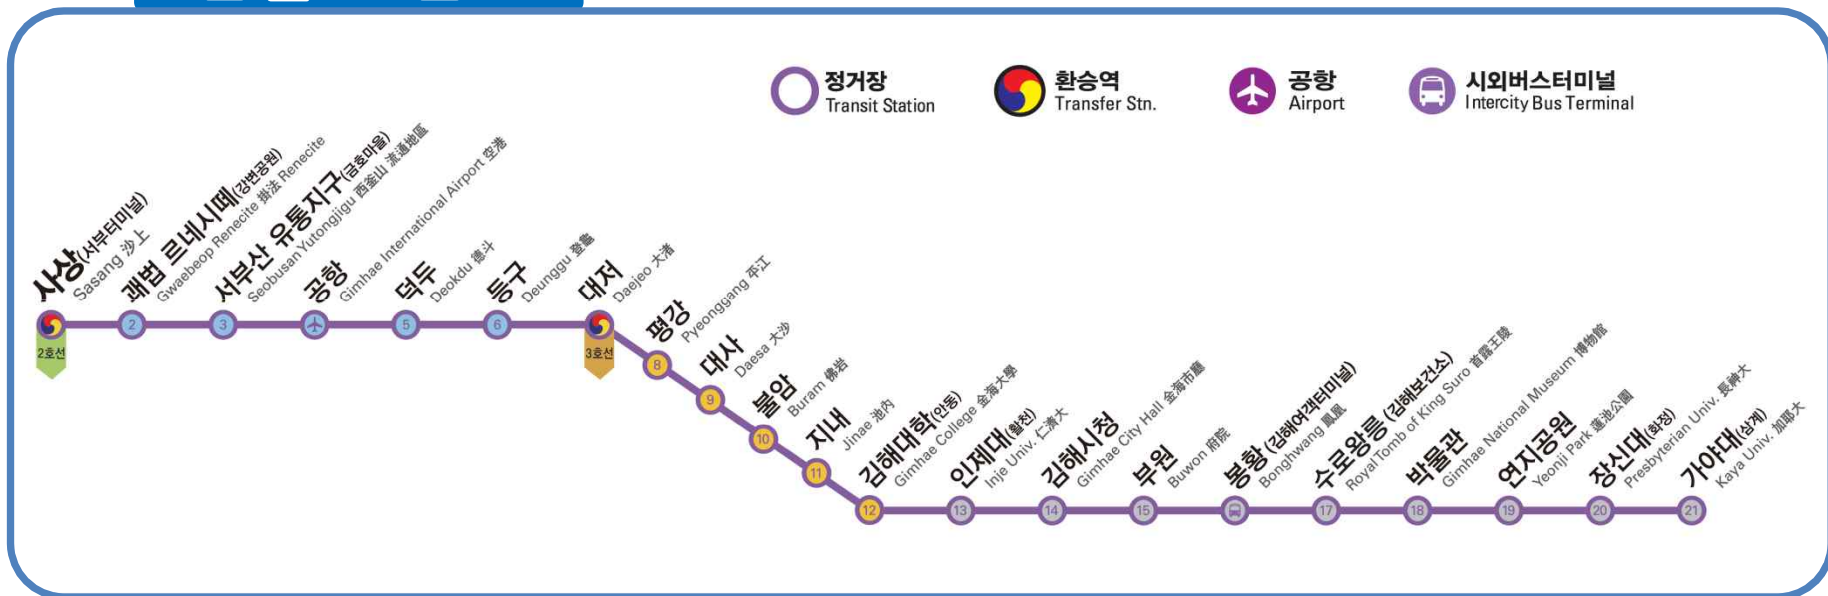 정거장
Transit Station
환승역
Transfer Stn.
공항
Airport
시외버스터미널
Intercity Bus Terminal
사상(서부터미널)
Sasang 沙上
괘법 르네시떼(강변공원)
Gwaebeop Renecite 掛法 Renecite
서부산 유통지구(금호마을)
Seobusan Yutongjigu 西釜山 流通地區
공항
Gimhae International Airport 空港
덕두
Deokdu 德斗
등구
Deunggu 登龜
대저
Daejeo 大渚
평강
Pyeonggang 平江
대사
Daesa 大沙
불암
Buram 佛岩
지내
Jinae 池內
김해대학(안동)
Gimhae College 金海大學
인제대(활천)
Inje Univ. 仁濟大
김해시청
Gimhae City Hall 金海市廳
부원
Buwon 府院
봉황(김해여객터미널)
Bonghwang 鳳凰
수로왕릉(김해보건소)
Royal Tomb of King Suro 首露王陵
박물관
Gimhae National Museum 博物館
연지공원
Yeonji Park 蓮池公園
장신대(화정)
Presbyterian Univ. 長神大
가야대(삼계)
Kaya Univ. 加耶大
2 3 5 6
2호선
3호선
8
9
10
11
12 13 14 15 17 18 19 20 21